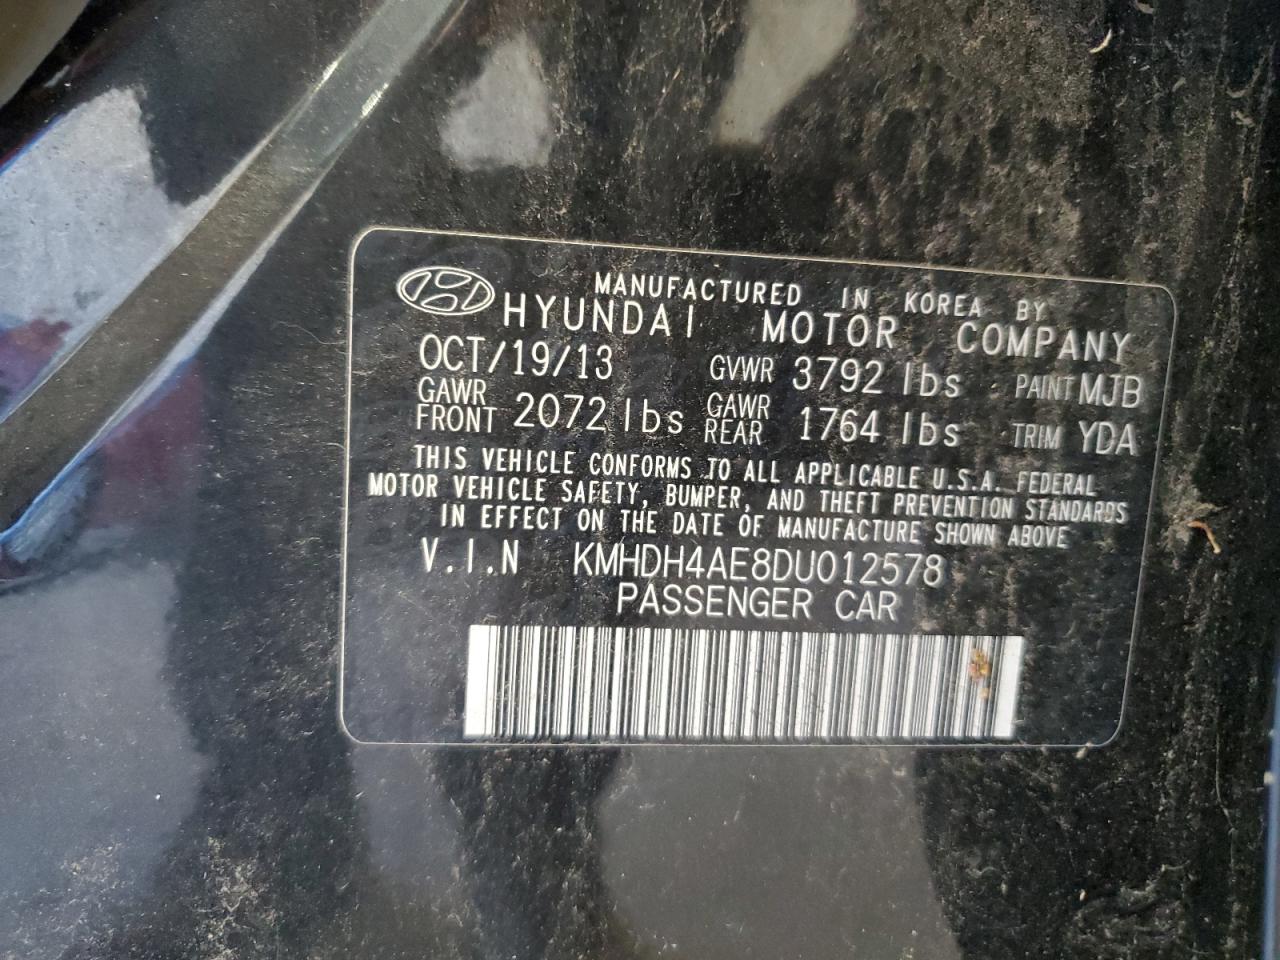 MANUFACTURED IN KOREA BY
HYUNDAI MOTOR COMPANY
OCT/19/13 GVWR 3792 lbs PAINT MJB
GAWR FRONT 2072 lbs GAWR REAR 1764 lbs TRIM YDA
THIS VEHICLE CONFORMS TO ALL APPLICABLE U.S.A. FEDERAL
MOTOR VEHICLE SAFETY, BUMPER, AND THEFT PREVENTION STANDARDS
IN EFFECT ON THE DATE OF MANUFACTURE SHOWN ABOVE
V.I.N KMHDH4AE8DU012578
PASSENGER CAR